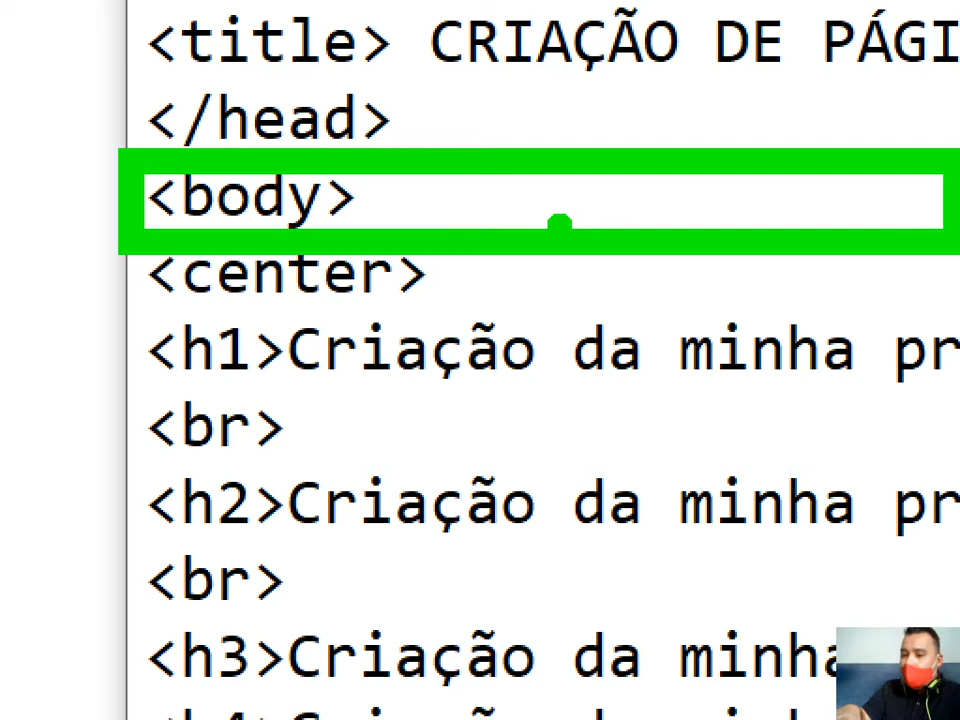 <title> CRIAÇÃO DE PÁGI
</head>
<body>
<center>
<h1>Criação da minha pr
<br>
<h2>Criação da minha pr
<br>
<h3>Criação da minha